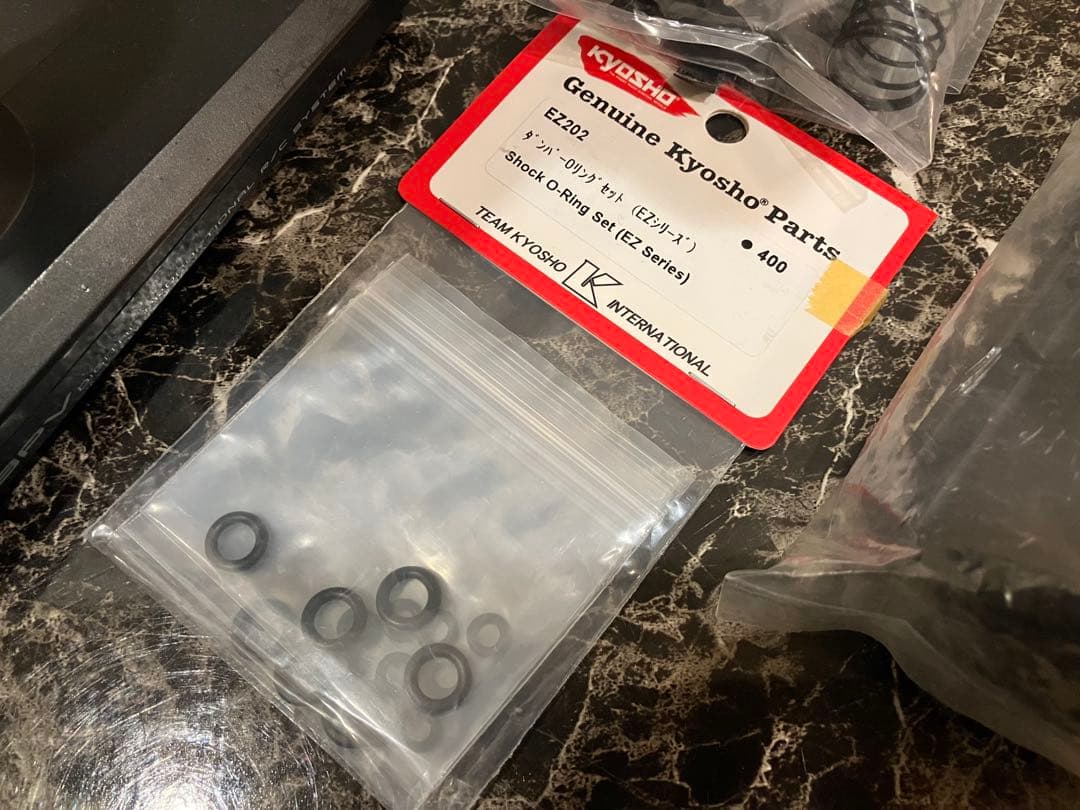 KYOSHO
Genuine Kyosho® Parts
EZ202
ﾀﾞﾝﾊﾟｰOﾘﾝｸﾞｾｯﾄ (EZｼﾘｰｽﾞ)
Shock O-Ring Set (EZ Series)
● 400
TEAM KYOSHO K INTERNATIONAL
R/C SYSTEM